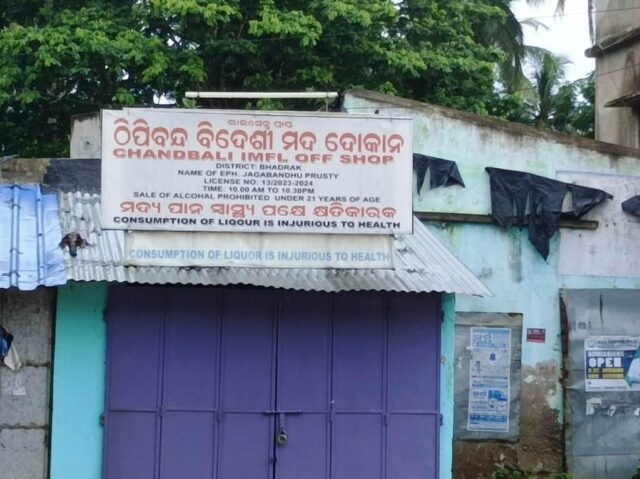 ଲାଇସେନ୍ସ ପ୍ରାପ୍ତ
ଠିପିବନ୍ଦ ବିଦେଶୀ ମଦ ଦୋକାନ
CHANDBALI IMFL OFF SHOP
DISTRICT: BHADRAK
NAME OF EPH: JAGABANDHU PRUSTY
LICENSE NO: 13/2023-2024
TIME: 10.00 AM TO 10.30PM
SALE OF ALCOHAL PROHIBITED UNDER 21 YEARS OF AGE
ମଦ୍ୟ ପାନ ସ୍ୱାସ୍ଥ୍ୟ ପକ୍ଷେ କ୍ଷତିକାରକ
CONSUMPTION OF LIQOUR IS INJURIOUS TO HEALTH
CONSUMPTION OF LIQUOR IS INJURIOUS TO HEALTH
OPEN